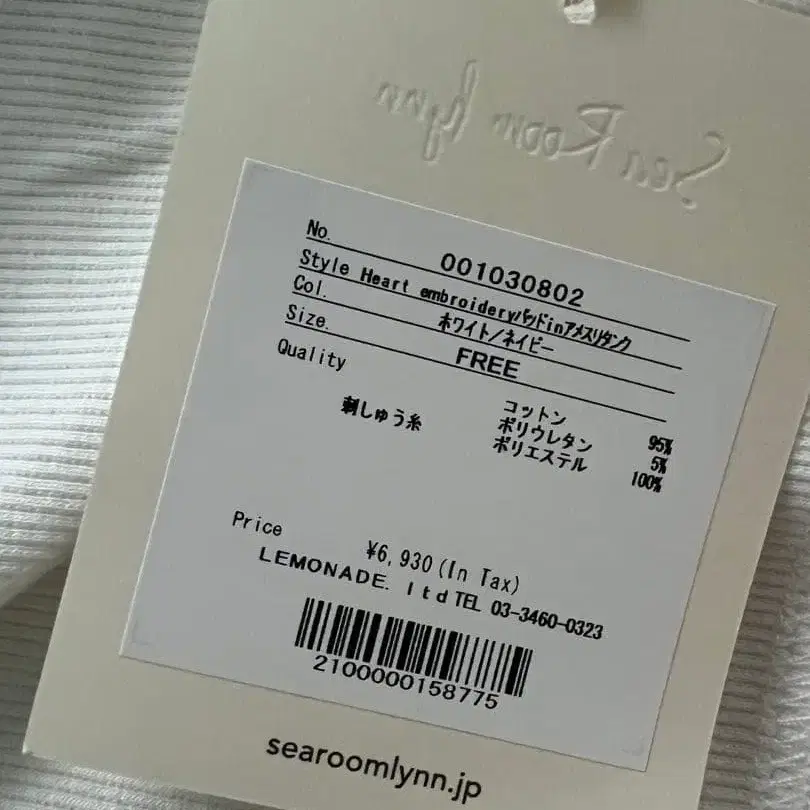 Sea Room lynn
No. 001030802
Style Heart embroideryパッドinアメスリタンク
Col. ホワイト/ネイビー
Size. FREE
Quality
コットン 95%
ポリウレタン 5%
刺しゅう糸 ポリエステル 100%
Price ¥6,930(In Tax)
LEMONADE. ltd TEL 03-3460-0323
2100000158775
searoomlynn.jp